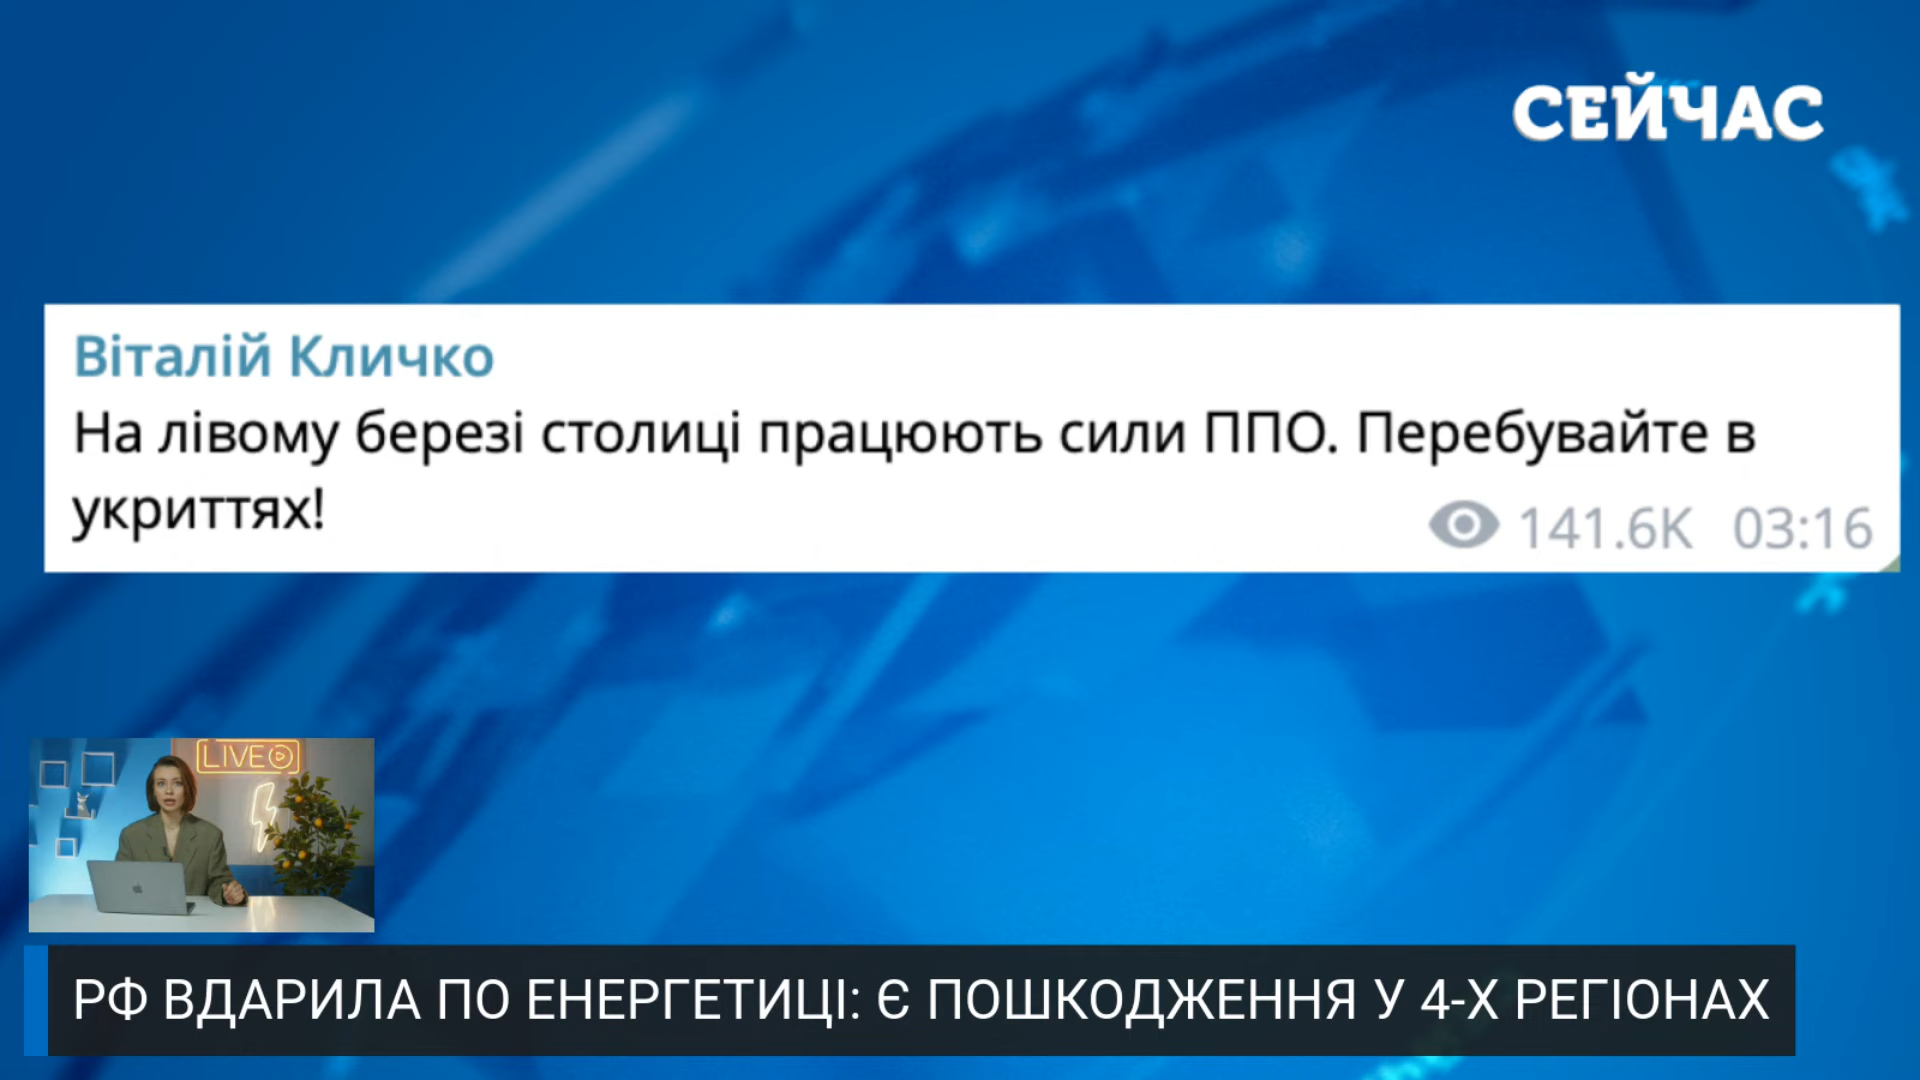 СЕЙЧАС
Віталій Кличко
На лівому березі столиці працюють сили ППО. Перебувайте в
укриттях!
141.6K 03:16
LIVE
РФ ВДАРИЛА ПО ЕНЕРГЕТИЦІ: Є ПОШКОДЖЕННЯ У 4-Х РЕГІОНАХ